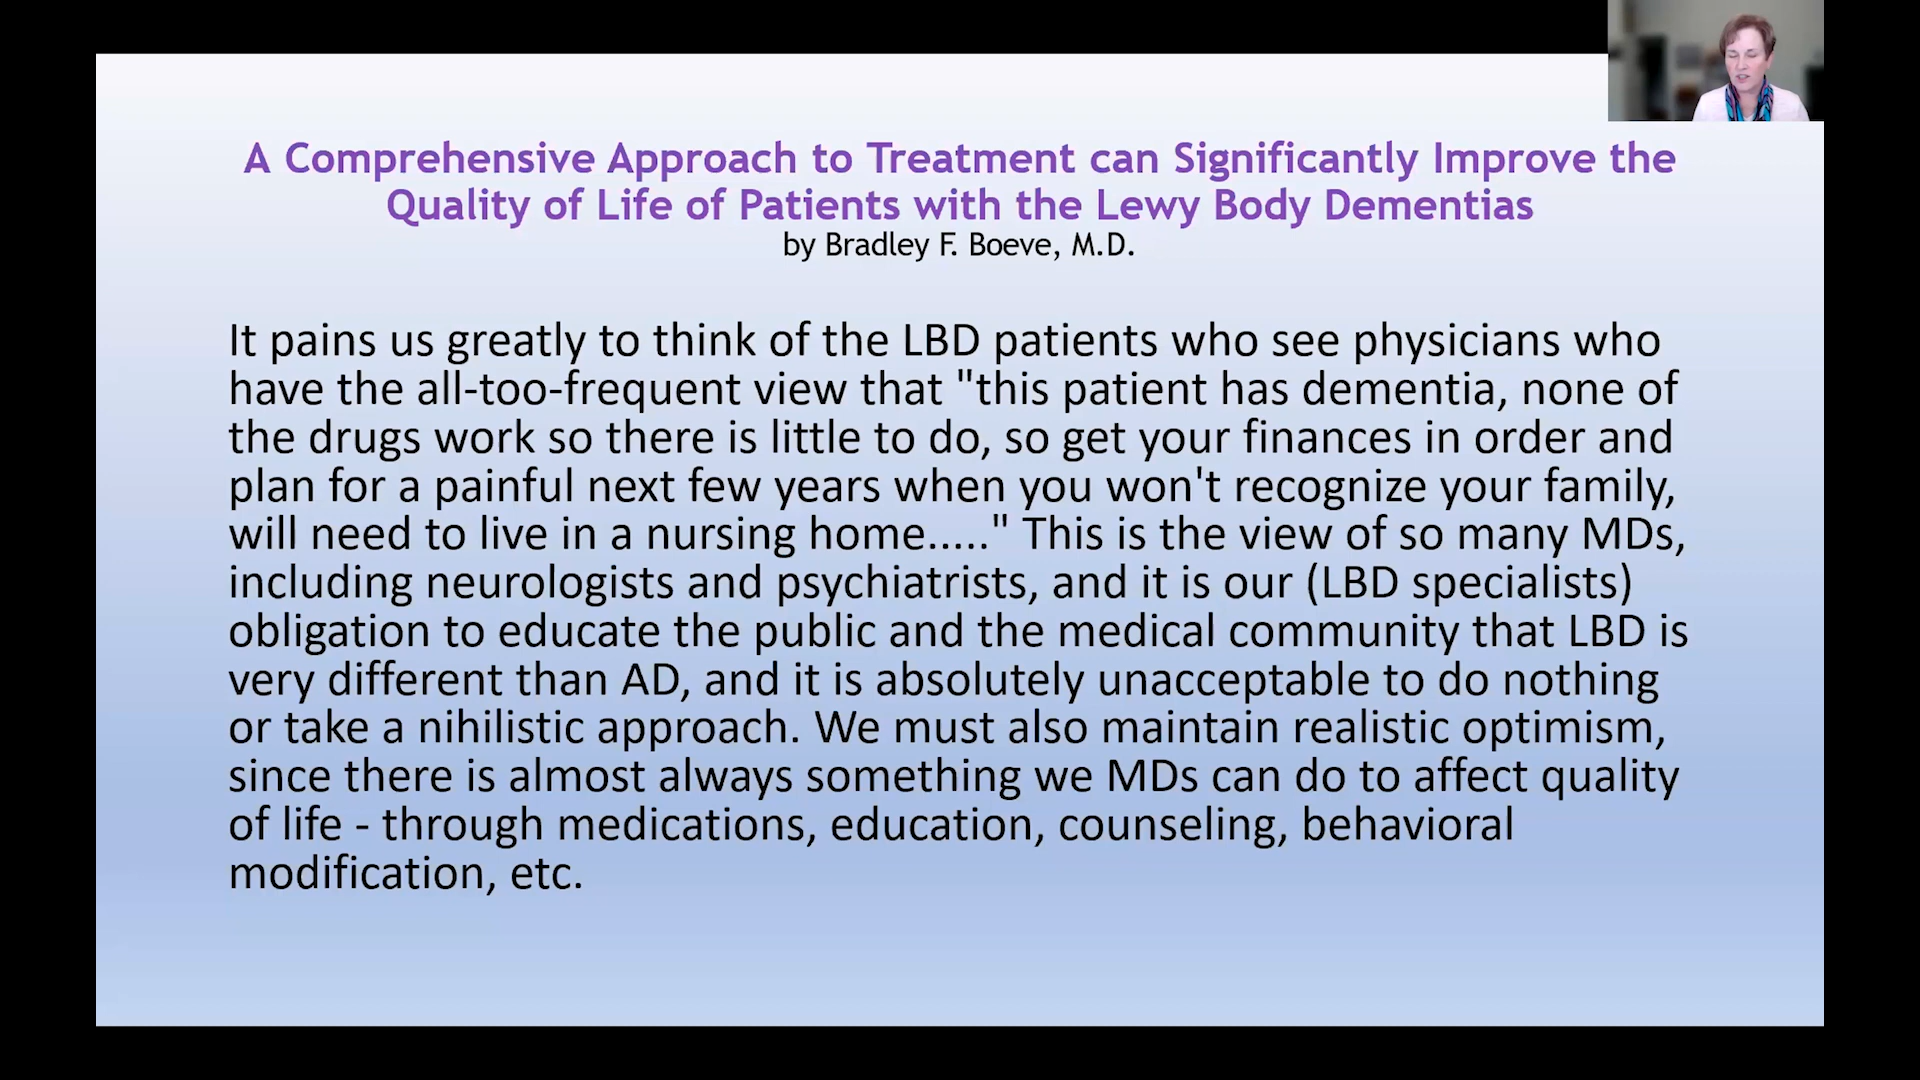 A Comprehensive Approach to Treatment can Significantly Improve the
Quality of Life of Patients with the Lewy Body Dementias
by Bradley F. Boeve, M.D.
It pains us greatly to think of the LBD patients who see physicians who
have the all-too-frequent view that "this patient has dementia, none of
the drugs work so there is little to do, so get your finances in order and
plan for a painful next few years when you won't recognize your family,
will need to live in a nursing home....." This is the view of so many MDs,
including neurologists and psychiatrists, and it is our (LBD specialists)
obligation to educate the public and the medical community that LBD is
very different than AD, and it is absolutely unacceptable to do nothing
or take a nihilistic approach. We must also maintain realistic optimism,
since there is almost always something we MDs can do to affect quality
of life - through medications, education, counseling, behavioral
modification, etc.